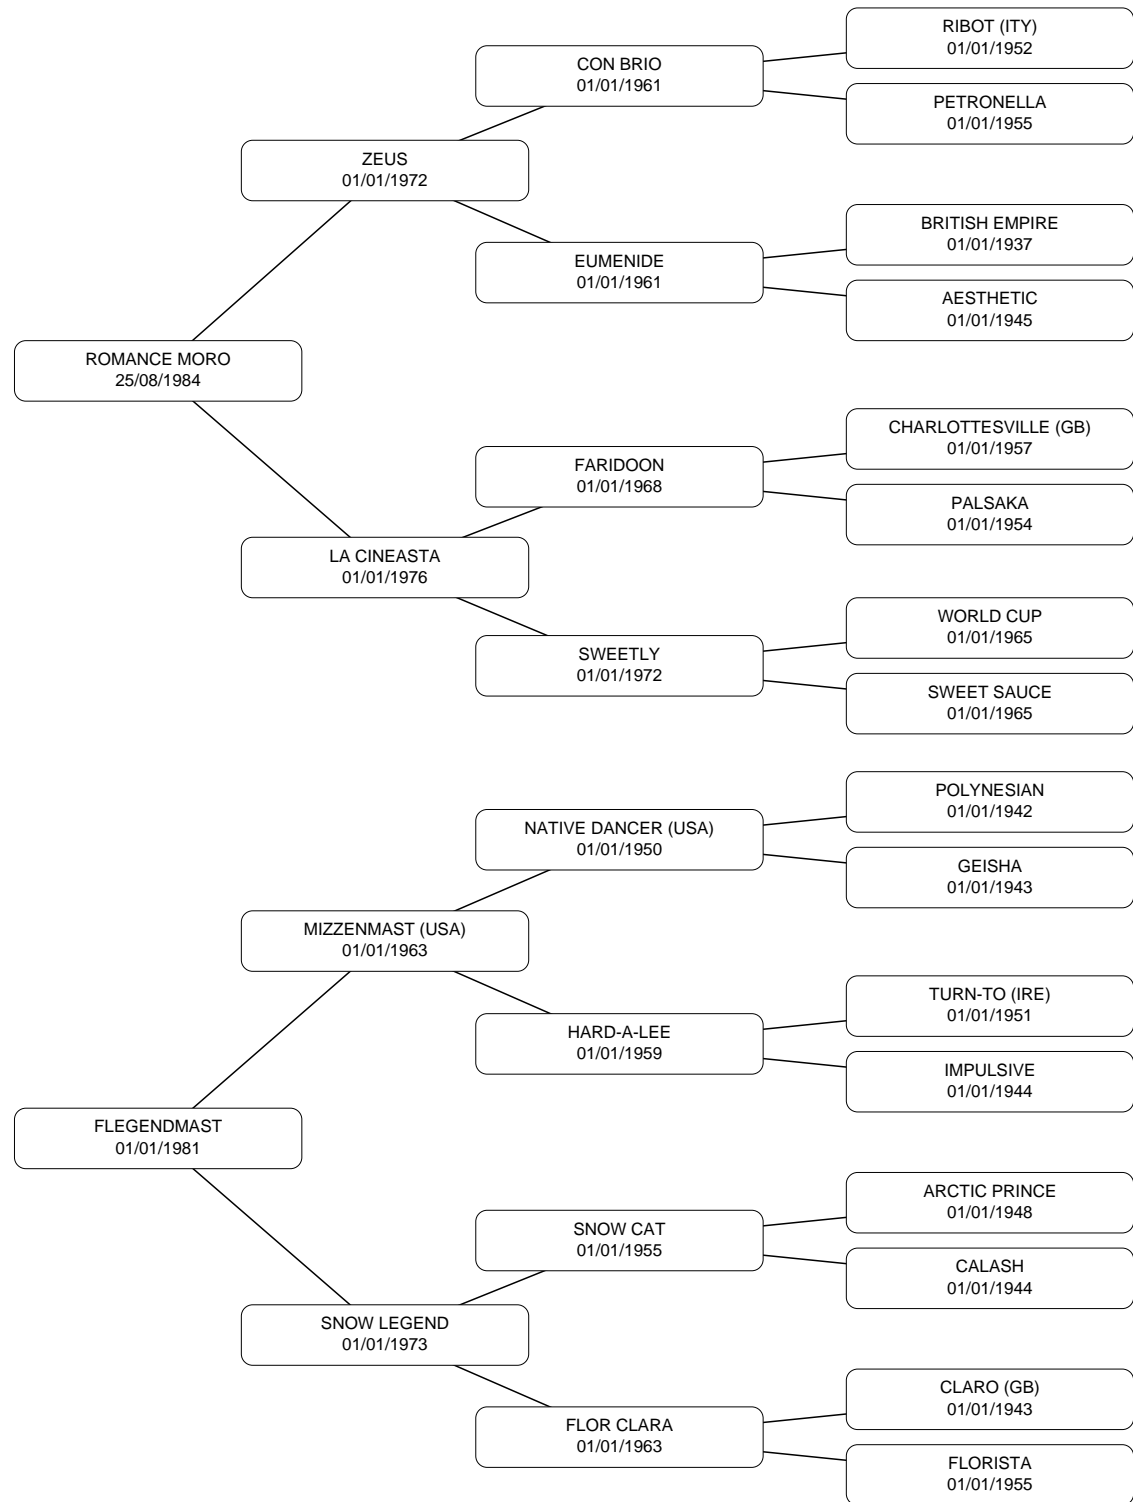 RIBOT (ITY)
01/01/1952
CON BRIO
01/01/1961
PETRONELLA
01/01/1955
ZEUS
01/01/1972
BRITISH EMPIRE
01/01/1937
EUMENIDE
01/01/1961
AESTHETIC
01/01/1945
ROMANCE MORO
25/08/1984
CHARLOTTESVILLE (GB)
01/01/1957
FARIDOON
01/01/1968
PALSAKA
01/01/1954
LA CINEASTA
01/01/1976
WORLD CUP
01/01/1965
SWEETLY
01/01/1972
SWEET SAUCE
01/01/1965
POLYNESIAN
01/01/1942
NATIVE DANCER (USA)
01/01/1950
GEISHA
01/01/1943
MIZZENMAST (USA)
01/01/1963
TURN-TO (IRE)
01/01/1951
HARD-A-LEE
01/01/1959
IMPULSIVE
01/01/1944
FLEGENDMAST
01/01/1981
ARCTIC PRINCE
01/01/1948
SNOW CAT
01/01/1955
CALASH
01/01/1944
SNOW LEGEND
01/01/1973
CLARO (GB)
01/01/1943
FLOR CLARA
01/01/1963
FLORISTA
01/01/1955